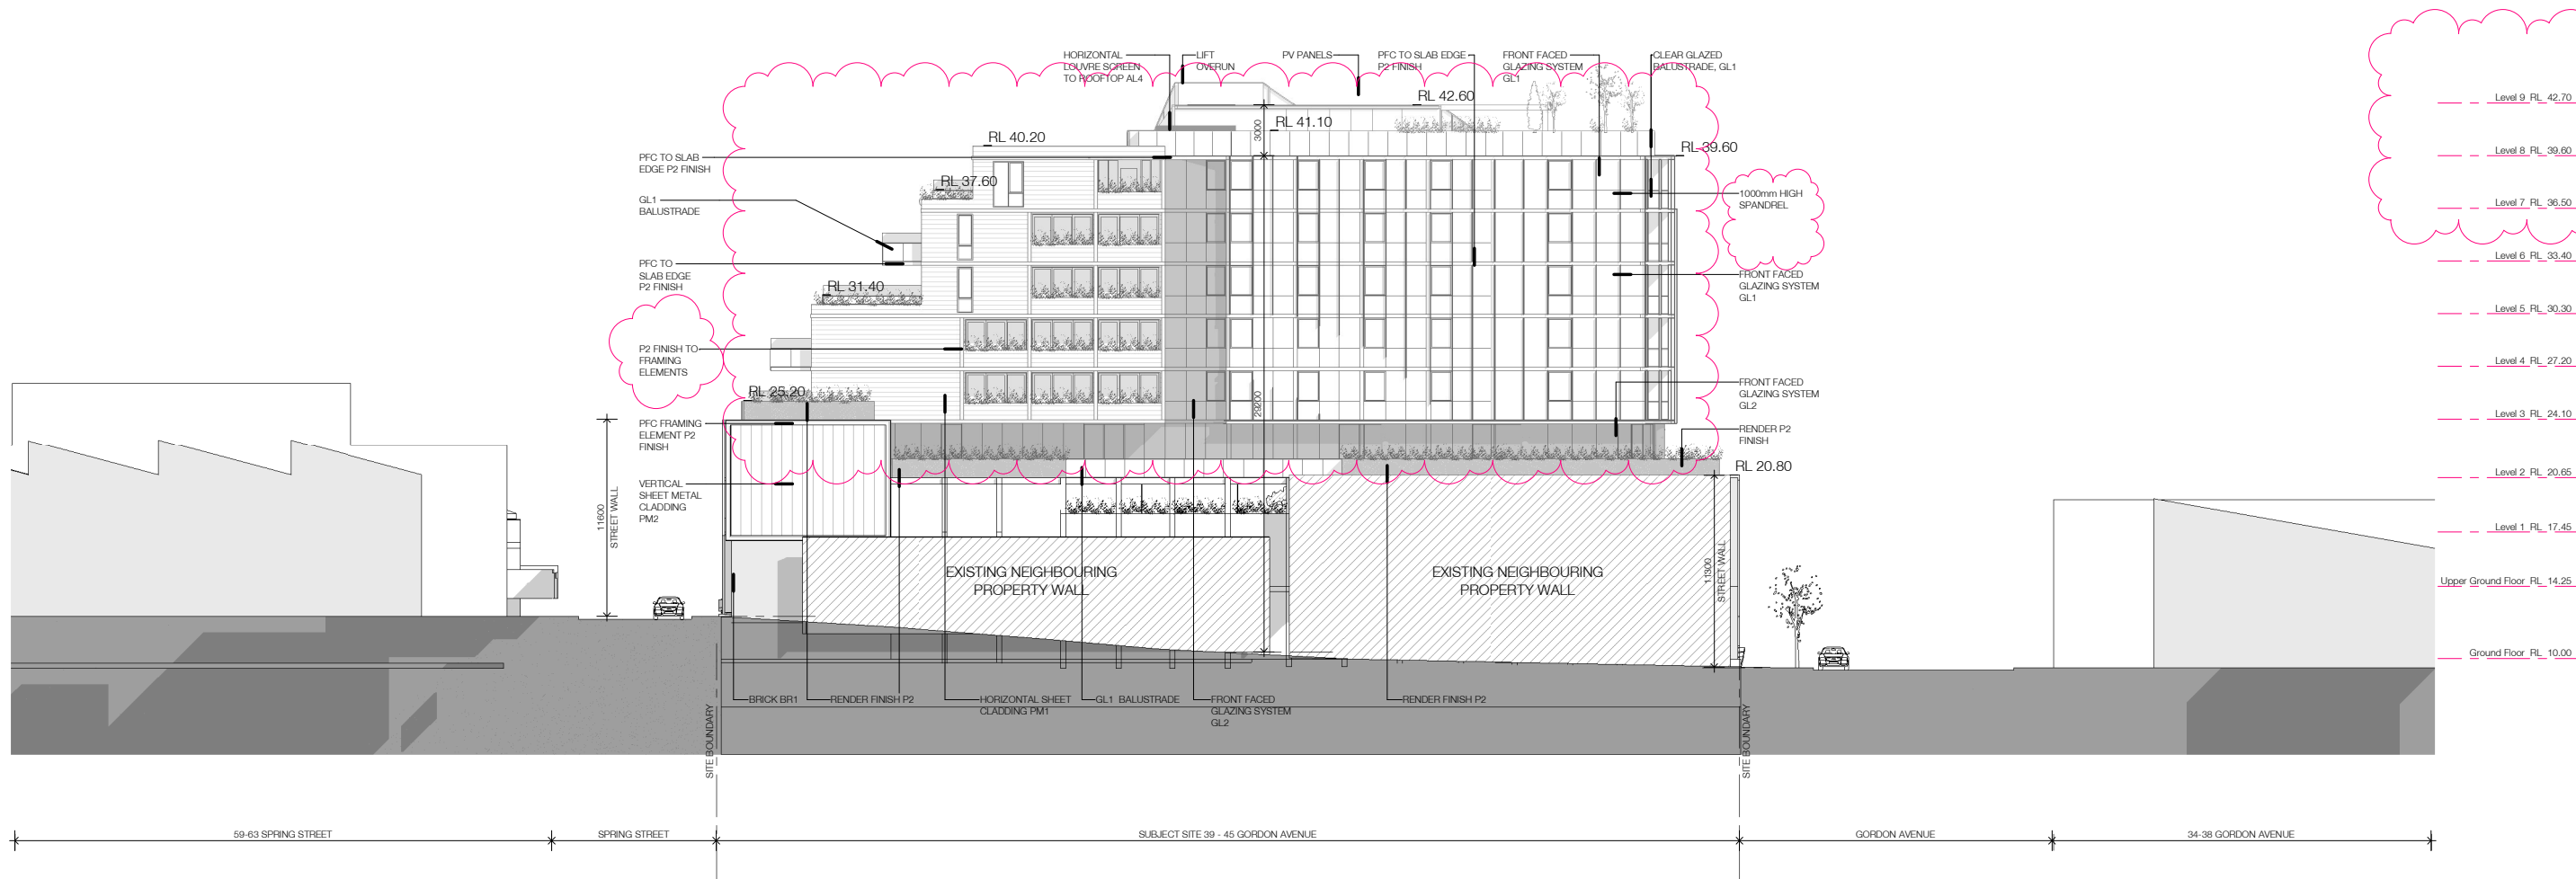 HORIZONTAL
LOUVRE SCREEN
TO ROOFTOP AL4
LIFT
OVERUN
PV PANELS
PFC TO SLAB EDGE
P2 FINISH
FRONT FACED
GLAZING SYSTEM
GL1
CLEAR GLAZED
BALUSTRADE, GL1
RL 42.60
RL 41.10
RL 40.20
RL 39.60
RL 37.60
RL 31.40
RL 25.20
RL 20.80
3000
29200
PFC TO SLAB
EDGE P2 FINISH
GL1
BALUSTRADE
PFC TO
SLAB EDGE
P2 FINISH
P2 FINISH TO
FRAMING
ELEMENTS
PFC FRAMING
ELEMENT P2
FINISH
VERTICAL
SHEET METAL
CLADDING
PM2
11600
STREET WALL
1000mm HIGH
SPANDREL
FRONT FACED
GLAZING SYSTEM
GL1
FRONT FACED
GLAZING SYSTEM
GL2
RENDER P2
FINISH
11300
STREET WALL
EXISTING NEIGHBOURING
PROPERTY WALL
EXISTING NEIGHBOURING
PROPERTY WALL
BRICK BR1
RENDER FINISH P2
HORIZONTAL SHEET
CLADDING PM1
GL1 BALUSTRADE
FRONT FACED
GLAZING SYSTEM
GL2
RENDER FINISH P2
SITE BOUNDARY
SITE BOUNDARY
Level 9 RL 42.70
Level 8 RL 39.60
Level 7 RL 36.50
Level 6 RL 33.40
Level 5 RL 30.30
Level 4 RL 27.20
Level 3 RL 24.10
Level 2 RL 20.65
Level 1 RL 17.45
Upper Ground Floor RL 14.25
Ground Floor RL 10.00
59-63 SPRING STREET
SPRING STREET
SUBJECT SITE 39 - 45 GORDON AVENUE
GORDON AVENUE
34-38 GORDON AVENUE